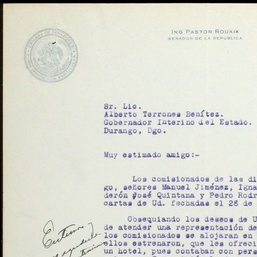 ING. PASTOR ROUAIX
SENADOR DE LA REPUBLICA
Sr. Lic.
Alberto Terrones Benítez.
Gobernador Interino del Estado.
Durango, Dgo.
Muy estimado amigo:-
Los comisionados de las di
go, señores Manuel Jiménez, Igna
derón José Quintana y Pedro Rodr
cartas de Ud. fechadas el 28 de
Obsequiando los deseos de U
de atender una representación de
los comisionados se alojaran en
ellos estrenaron, que les ofreci
un hotel, pues contaban con pers